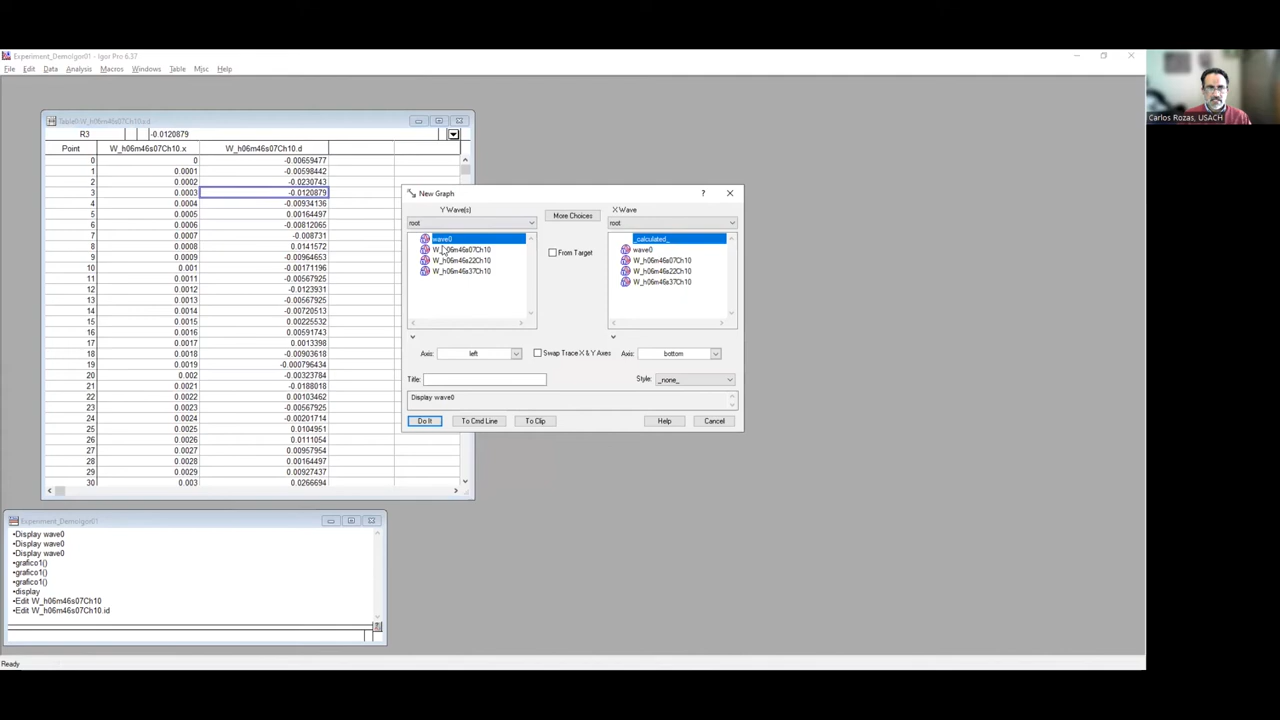 Experiment_DemoIgor01 - Igor Pro 6.37
File Edit Data Analysis Macros Windows Table Misc Help
Carlos Rozas, USACH
Table0:W_h06m46s07Ch10.x.d
R3 -0.0120879
Point W_h06m46s07Ch10.x W_h06m46s07Ch10.d
0 0 -0.00659477
1 0.0001 -0.00598442
2 0.0002 -0.0230743
3 0.0003 -0.0120879
4 0.0004 -0.00934136
5 0.0005 0.00164497
6 0.0006 -0.00812065
7 0.0007 -0.008731
8 0.0008 0.0141572
9 0.0009 -0.00964653
10 0.001 -0.00171196
11 0.0011 -0.00567925
12 0.0012 -0.0123931
13 0.0013 -0.00567925
14 0.0014 -0.00720513
15 0.0015 0.00225532
16 0.0016 0.00591743
17 0.0017 0.0013398
18 0.0018 -0.00903618
19 0.0019 -0.000796434
20 0.002 -0.00323784
21 0.0021 -0.0188018
22 0.0022 0.00103462
23 0.0023 -0.00567925
24 0.0024 -0.00201714
25 0.0025 0.0104951
26 0.0026 0.0111054
27 0.0027 0.00957954
28 0.0028 0.00164497
29 0.0029 0.00927437
30 0.003 0.0266694
New Graph
Y Wave(s) X Wave
root More Choices root
wave0
W_h06m46s07Ch10
W_h06m46s22Ch10
W_h06m46s37Ch10
From Target
_calculated_
wave0
W_h06m46s07Ch10
W_h06m46s22Ch10
W_h06m46s37Ch10
Axis: left Swap Trace X & Y Axes Axis: bottom
Title: Style: _none_
Display wave0
Do It To Cmd Line To Clip Help Cancel
Experiment_DemoIgor01
•Display wave0
•Display wave0
•Display wave0
•grafico1()
•grafico1()
•grafico1()
•display
•Edit W_h06m46s07Ch10
•Edit W_h06m46s07Ch10.id
Ready